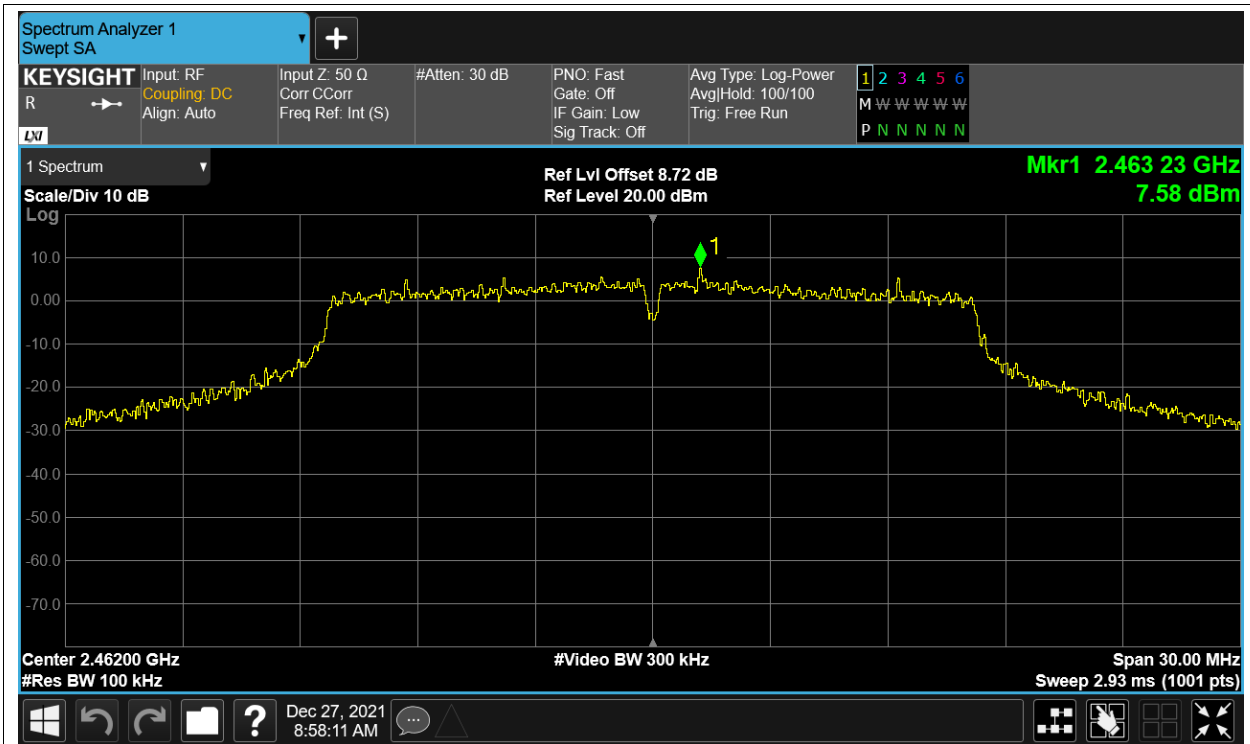 Spectrum Analyzer 1
Swept SA
KEYSIGHT
R
LXI
Input: RF
Coupling: DC
Align: Auto
Input Z: 50 Ω
Corr CCorr
Freq Ref: Int (S)
#Atten: 30 dB
PNO: Fast
Gate: Off
IF Gain: Low
Sig Track: Off
Avg Type: Log-Power
Avg|Hold: 100/100
Trig: Free Run
1 2 3 4 5 6
M W W W W W
P N N N N N
1 Spectrum
Scale/Div 10 dB
Log
Ref Lvl Offset 8.72 dB
Ref Level 20.00 dBm
Mkr1 2.463 23 GHz
7.58 dBm
1
10.0
0.00
-10.0
-20.0
-30.0
-40.0
-50.0
-60.0
-70.0
Center 2.46200 GHz
#Res BW 100 kHz
#Video BW 300 kHz
Span 30.00 MHz
Sweep 2.93 ms (1001 pts)
?
Dec 27, 2021
8:58:11 AM